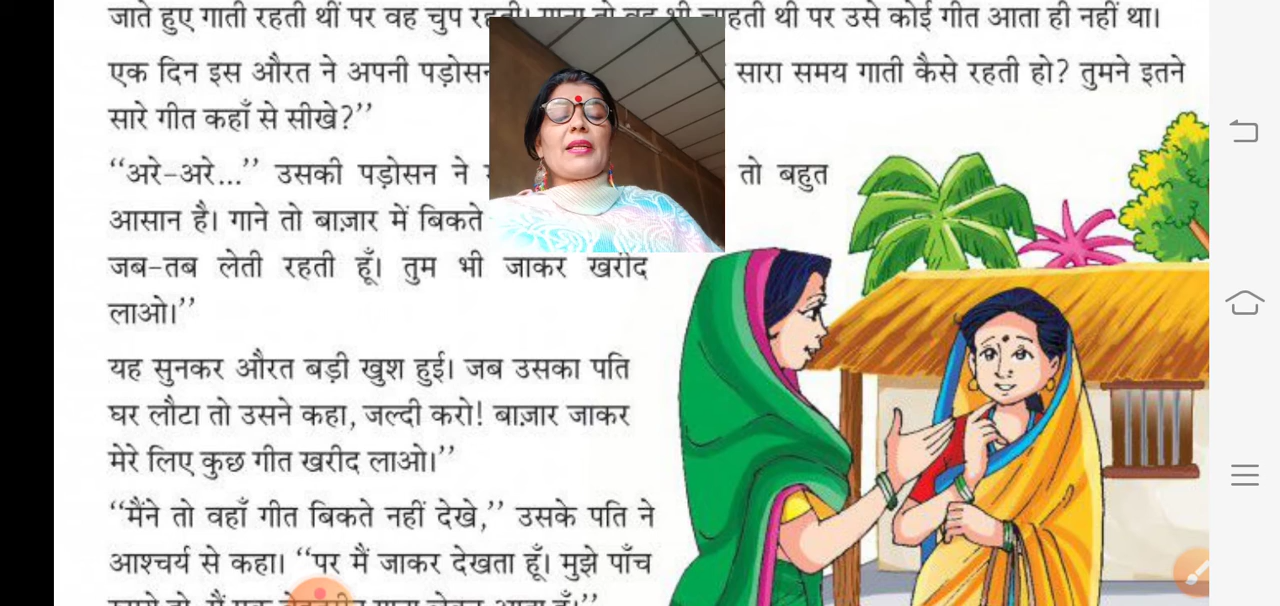 जाते हुए गाती रहती थीं पर वह चुप रहती। गाना तो वह भी चाहती थी पर उसे कोई गीत आता ही नहीं था।
एक दिन इस औरत ने अपनी पड़ोसन सारा समय गाती कैसे रहती हो? तुमने इतने
सारे गीत कहाँ से सीखे?’’
‘‘अरे-अरे...’’ उसकी पड़ोसन ने तो बहुत
आसान है। गाने तो बाज़ार में बिकते
जब-तब लेती रहती हूँ। तुम भी जाकर खरीद
लाओ।’’
यह सुनकर औरत बड़ी खुश हुई। जब उसका पति
घर लौटा तो उसने कहा, जल्दी करो! बाज़ार जाकर
मेरे लिए कुछ गीत खरीद लाओ।’’
‘‘मैंने तो वहाँ गीत बिकते नहीं देखे,’’ उसके पति ने
आश्चर्य से कहा। ‘‘पर मैं जाकर देखता हूँ। मुझे पाँच